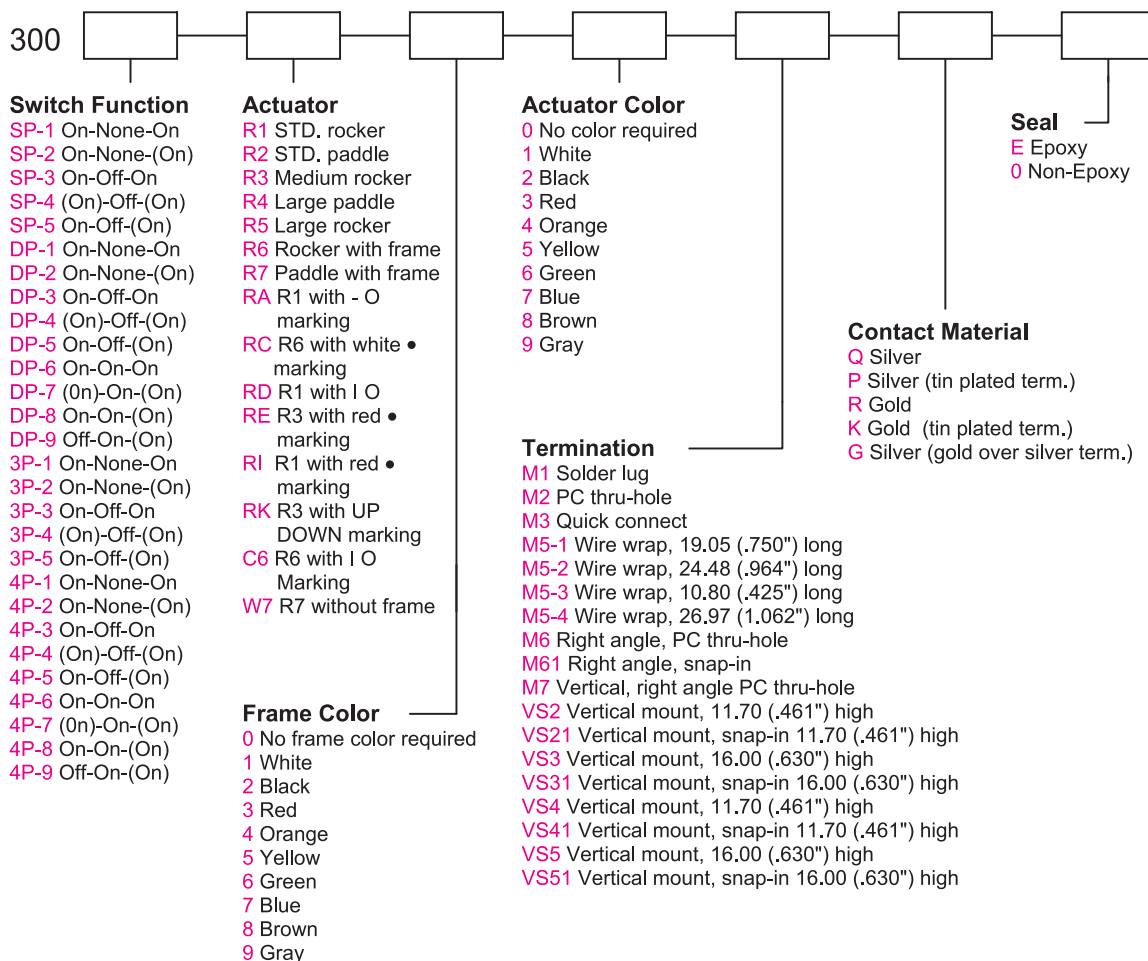 300
Switch Function
SP-1 On-None-On
SP-2 On-None-(On)
SP-3 On-Off-On
SP-4 (On)-Off-(On)
SP-5 On-Off-(On)
DP-1 On-None-On
DP-2 On-None-(On)
DP-3 On-Off-On
DP-4 (On)-Off-(On)
DP-5 On-Off-(On)
DP-6 On-On-On
DP-7 (0n)-On-(On)
DP-8 On-On-(On)
DP-9 Off-On-(On)
3P-1 On-None-On
3P-2 On-None-(On)
3P-3 On-Off-On
3P-4 (On)-Off-(On)
3P-5 On-Off-(On)
4P-1 On-None-On
4P-2 On-None-(On)
4P-3 On-Off-On
4P-4 (On)-Off-(On)
4P-5 On-Off-(On)
4P-6 On-On-On
4P-7 (0n)-On-(On)
4P-8 On-On-(On)
4P-9 Off-On-(On)
Actuator
R1 STD. rocker
R2 STD. paddle
R3 Medium rocker
R4 Large paddle
R5 Large rocker
R6 Rocker with frame
R7 Paddle with frame
RA R1 with - O
marking
RC R6 with white ●
marking
RD R1 with I O
RE R3 with red ●
marking
RI R1 with red ●
marking
RK R3 with UP
DOWN marking
C6 R6 with I O
Marking
W7 R7 without frame
Frame Color
0 No frame color required
1 White
2 Black
3 Red
4 Orange
5 Yellow
6 Green
7 Blue
8 Brown
9 Gray
Actuator Color
0 No color required
1 White
2 Black
3 Red
4 Orange
5 Yellow
6 Green
7 Blue
8 Brown
9 Gray
Termination
M1 Solder lug
M2 PC thru-hole
M3 Quick connect
M5-1 Wire wrap, 19.05 (.750") long
M5-2 Wire wrap, 24.48 (.964") long
M5-3 Wire wrap, 10.80 (.425") long
M5-4 Wire wrap, 26.97 (1.062") long
M6 Right angle, PC thru-hole
M61 Right angle, snap-in
M7 Vertical, right angle PC thru-hole
VS2 Vertical mount, 11.70 (.461") high
VS21 Vertical mount, snap-in 11.70 (.461") high
VS3 Vertical mount, 16.00 (.630") high
VS31 Vertical mount, snap-in 16.00 (.630") high
VS4 Vertical mount, 11.70 (.461") high
VS41 Vertical mount, snap-in 11.70 (.461") high
VS5 Vertical mount, 16.00 (.630") high
VS51 Vertical mount, snap-in 16.00 (.630") high
Contact Material
Q Silver
P Silver (tin plated term.)
R Gold
K Gold (tin plated term.)
G Silver (gold over silver term.)
Seal
E Epoxy
0 Non-Epoxy